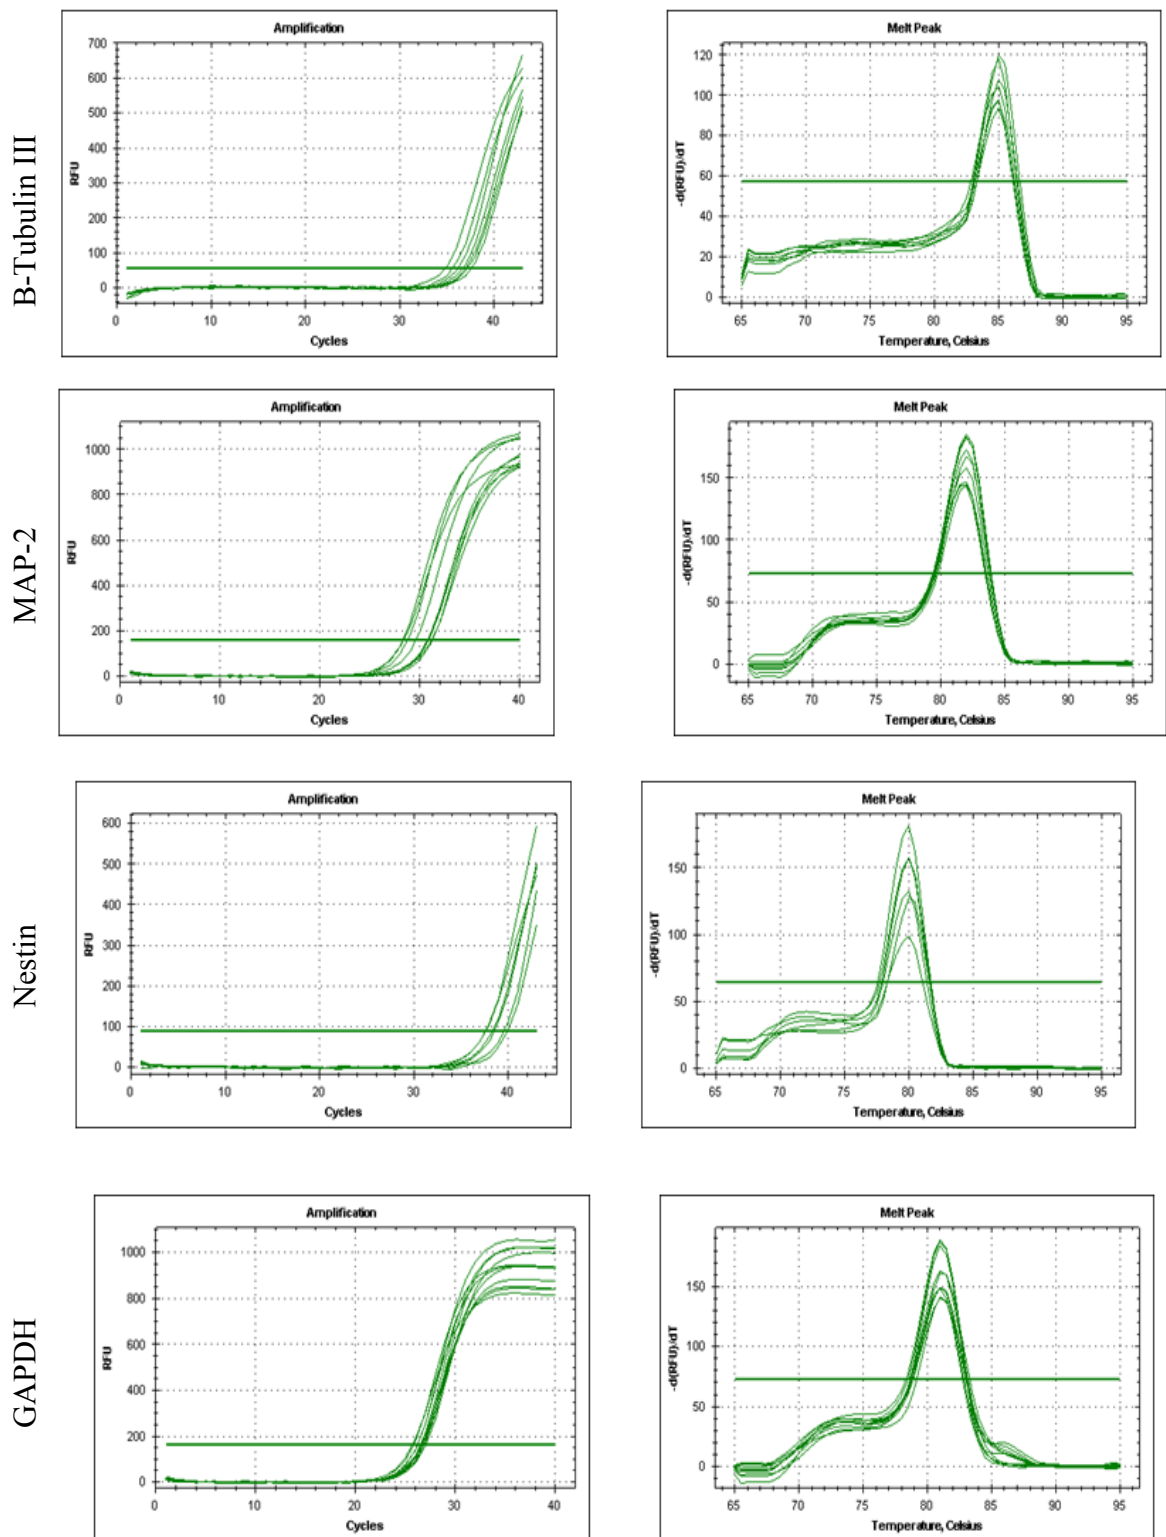 B-Tubulin III
Amplification
RFU
700
600
500
400
300
200
100
0
0 10 20 30 40
Cycles
Melt Peak
-d(RFU)/dT
120
100
80
60
40
20
0
65 70 75 80 85 90 95
Temperature, Celsius
MAP-2
Amplification
RFU
1000
800
600
400
200
0
0 10 20 30 40
Cycles
Melt Peak
-d(RFU)/dT
150
100
50
0
65 70 75 80 85 90 95
Temperature, Celsius
Nestin
Amplification
RFU
600
500
400
300
200
100
0
0 10 20 30 40
Cycles
Melt Peak
-d(RFU)/dT
150
100
50
0
65 70 75 80 85 90 95
Temperature, Celsius
GAPDH
Amplification
RFU
1000
800
600
400
200
0
0 10 20 30 40
Cycles
Melt Peak
-d(RFU)/dT
150
100
50
0
65 70 75 80 85 90 95
Temperature, Celsius